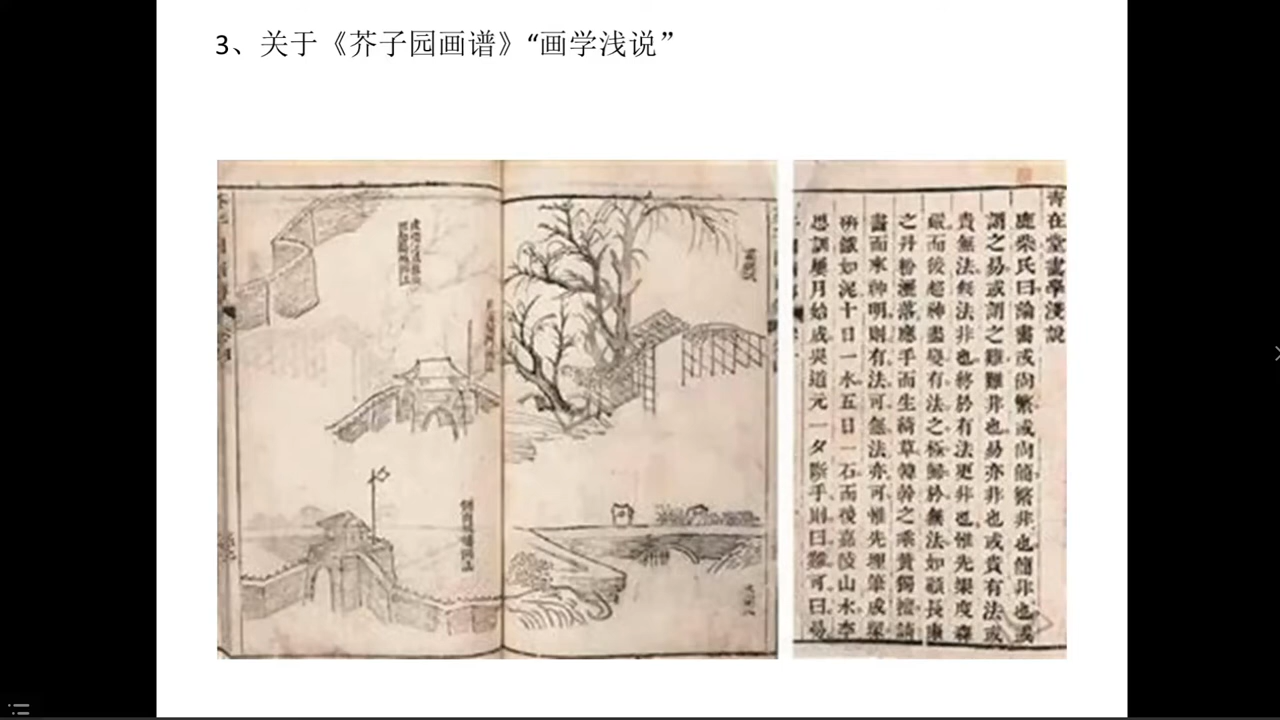 3、关于《芥子园画谱》“画学浅说”
青在堂畫學淺說
鹿柴氏曰論畫或尚繁或尚簡繁非也簡非也或
謂之易或謂之難難非也易亦非也或貴有法或
貴無法無法非也終於有法更非也惟先榘度森
嚴而後超神盡變有法之極歸於無法如顧長康
之丹粉灑落應手而生綺草韓幹之乘黃獨擅請
畫而來神明則有法可無法亦可惟先埋筆成塚
研鐵如泥十日一水五日一石而後嘉陵山水李
思訓屢月始成吳道元一夕斷手則曰難可曰易